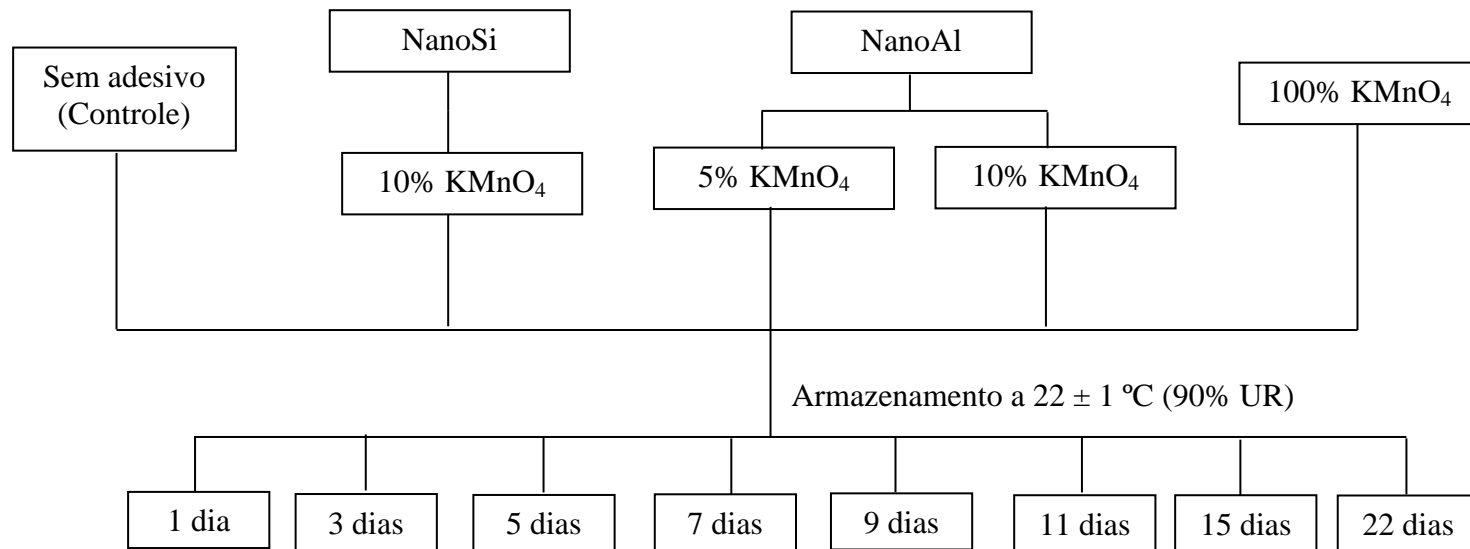 NanoSi
NanoAl
Sem adesivo
(Controle)
100% KMnO₄
10% KMnO₄
5% KMnO₄
10% KMnO₄
Armazenamento a 22 ± 1 ºC (90% UR)
1 dia
3 dias
5 dias
7 dias
9 dias
11 dias
15 dias
22 dias